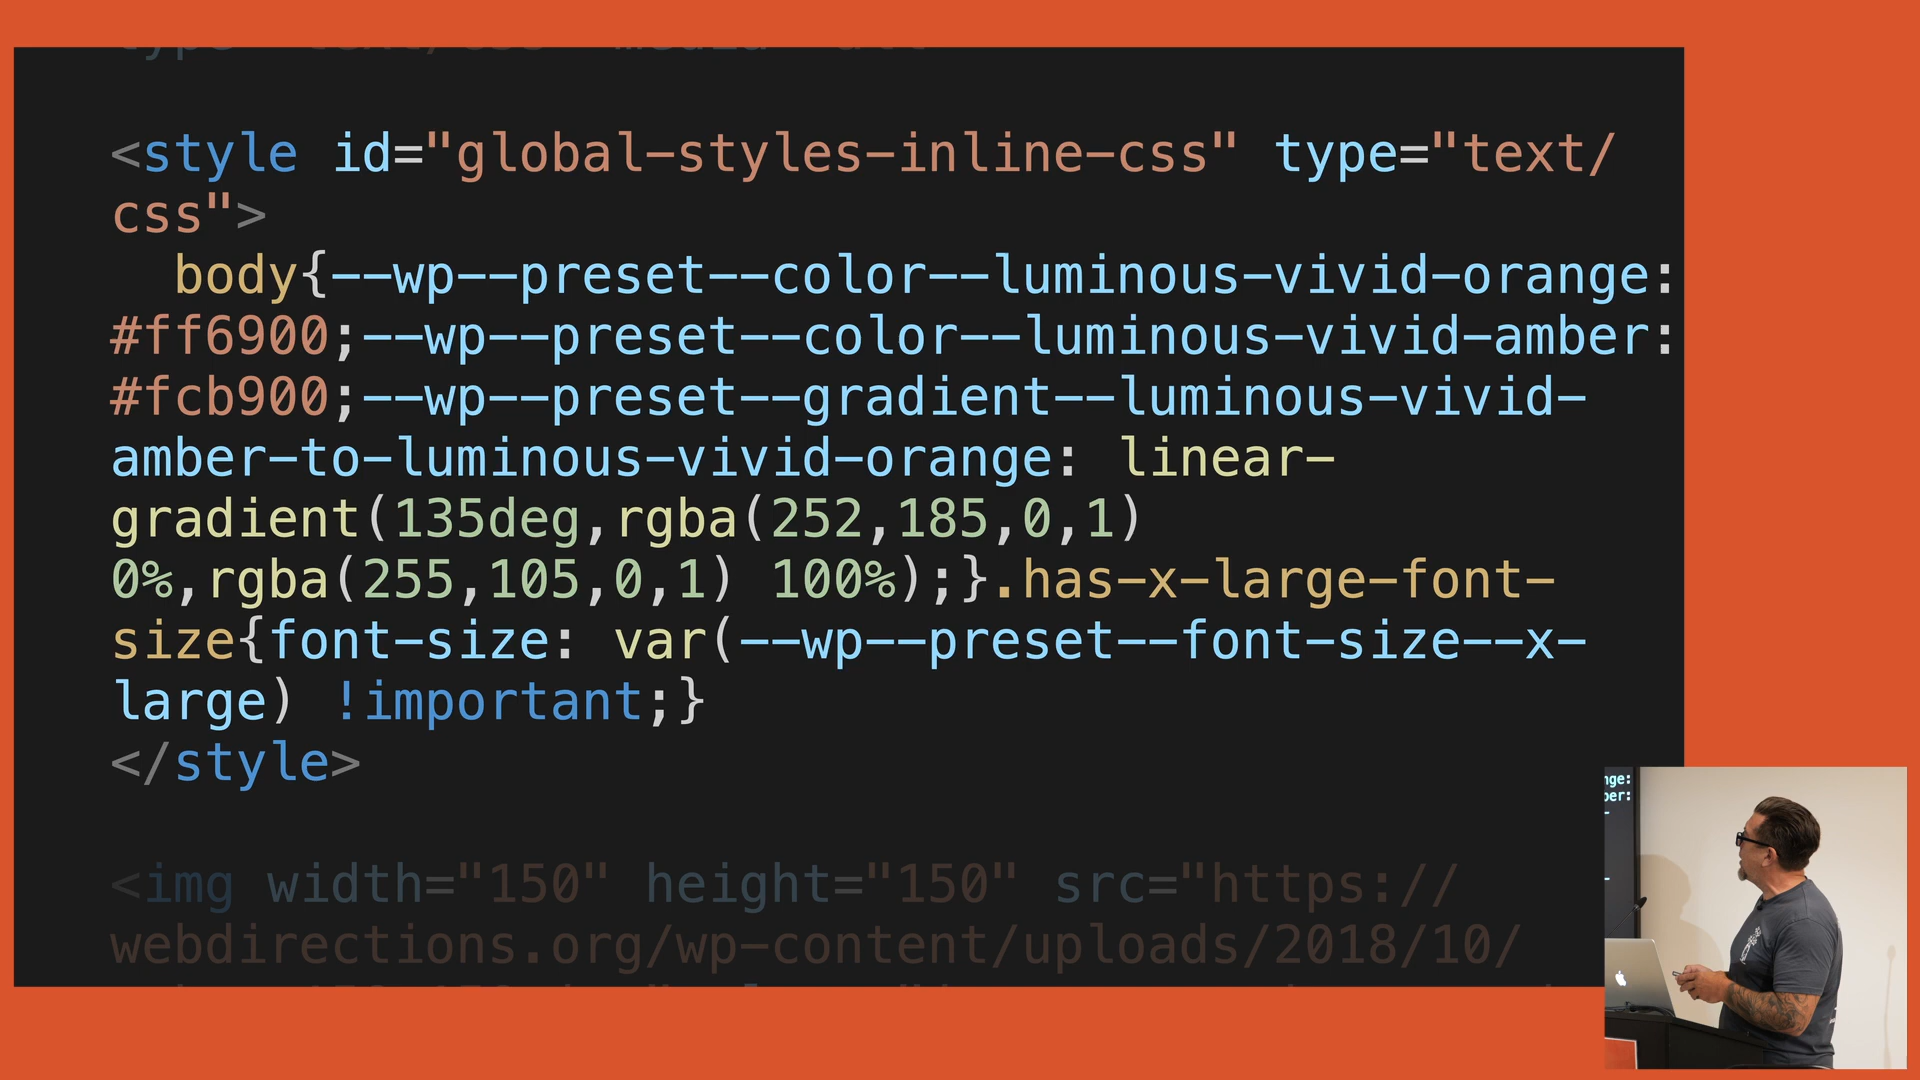 <style id="global-styles-inline-css" type="text/
css">
body{--wp--preset--color--luminous-vivid-orange:
#ff6900;--wp--preset--color--luminous-vivid-amber:
#fcb900;--wp--preset--gradient--luminous-vivid-
amber-to-luminous-vivid-orange: linear-
gradient(135deg,rgba(252,185,0,1)
0%,rgba(255,105,0,1) 100%);}.has-x-large-font-
size{font-size: var(--wp--preset--font-size--x-
large) !important;}
</style>
<img width="150" height="150" src="https://
webdirections.org/wp-content/uploads/2018/10/
nge:
ber: